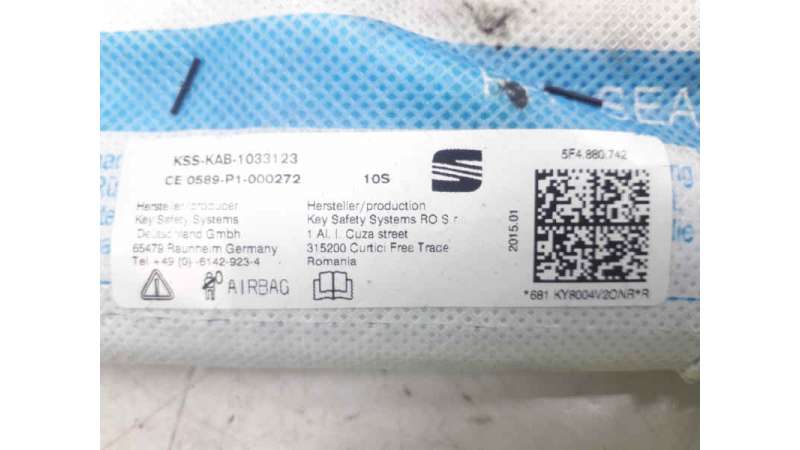 SEA
KSS-KAB-1033123
CE 0589-P1-000272
10S
Hersteller/producer
Key Safety Systems
Deutschland GmbH
65479 Raunheim Germany
Tel +49 (0)-6142-923-4
AIRBAG
Hersteller/production
Key Safety Systems RO S.r.l
1 Al. I. Cuza street
315200 Curtici Free Trade
Romania
2015.01
5F4.880.742
*681 KY8004V2ONR*R